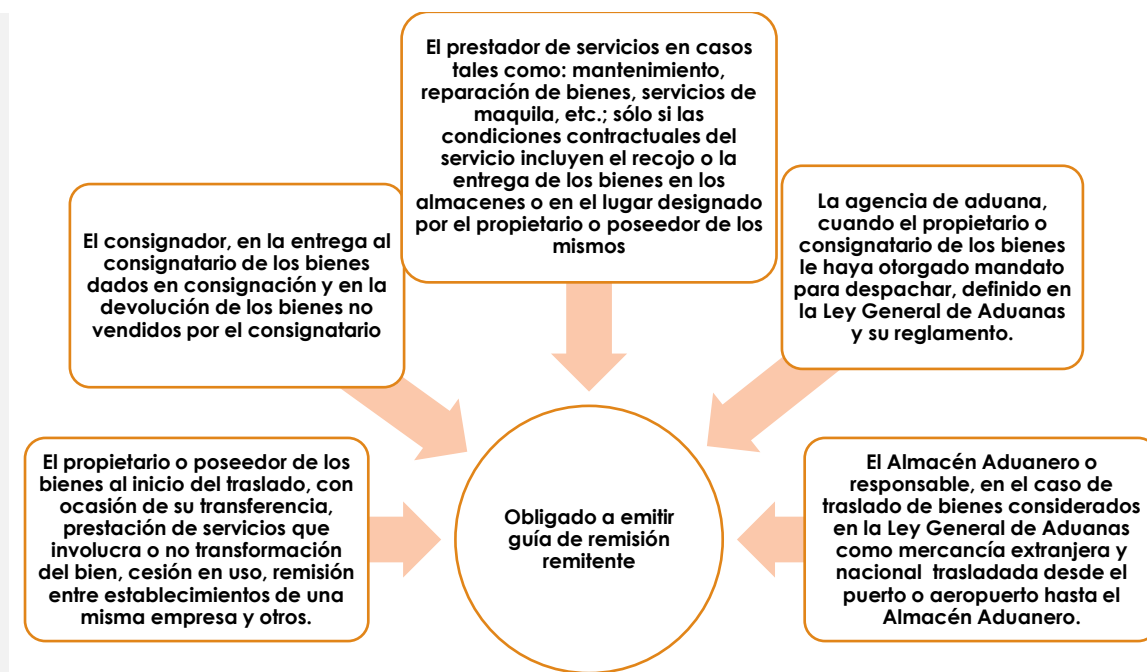 El prestador de servicios en casos
tales como: mantenimiento,
reparación de bienes, servicios de
maquila, etc.; sólo si las
condiciones contractuales del
servicio incluyen el recojo o la
entrega de los bienes en los
almacenes o en el lugar designado
por el propietario o poseedor de los
mismos
El consignador, en la entrega al
consignatario de los bienes
dados en consignación y en la
devolución de los bienes no
vendidos por el consignatario
La agencia de aduana,
cuando el propietario o
consignatario de los bienes
le haya otorgado mandato
para despachar, definido en
la Ley General de Aduanas
y su reglamento.
El propietario o poseedor de los
bienes al inicio del traslado, con
ocasión de su transferencia,
prestación de servicios que
involucra o no transformación
del bien, cesión en uso, remisión
entre establecimientos de una
misma empresa y otros.
Obligado a emitir
guía de remisión
remitente
El Almacén Aduanero o
responsable, en el caso de
traslado de bienes considerados
en la Ley General de Aduanas
como mercancía extranjera y
nacional trasladada desde el
puerto o aeropuerto hasta el
Almacén Aduanero.